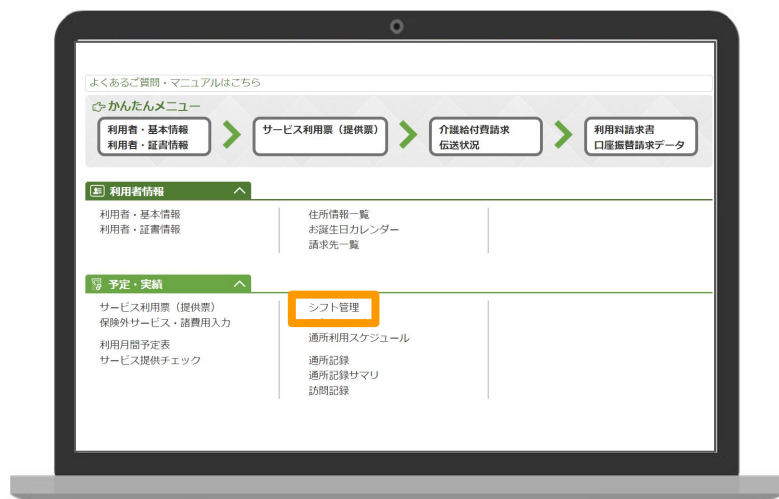 よくあるご質問・マニュアルはこちら
かんたんメニュー
利用者・基本情報
利用者・証書情報
サービス利用票（提供票）
介護給付費請求
伝送状況
利用料請求書
口座振替請求データ
利用者情報
利用者・基本情報
利用者・証書情報
住所情報一覧
お誕生日カレンダー
請求先一覧
予定・実績
サービス利用票（提供票）
保険外サービス・諸費用入力
利用月間予定表
サービス提供チェック
シフト管理
通所利用スケジュール
通所記録
通所記録サマリ
訪問記録